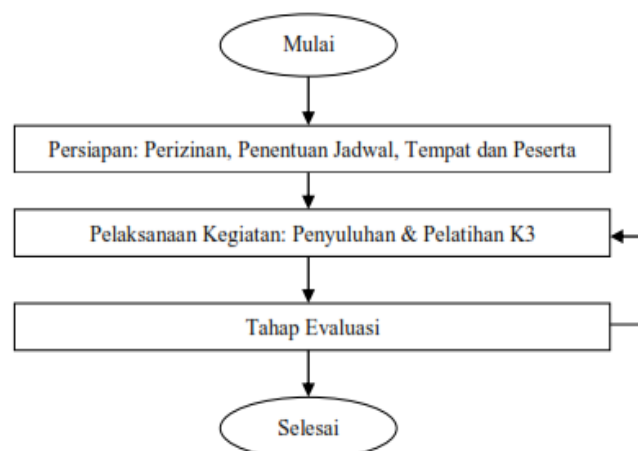 Mulai
Persiapan: Perizinan, Penentuan Jadwal, Tempat dan Peserta
Pelaksanaan Kegiatan: Penyuluhan & Pelatihan K3
Tahap Evaluasi
Selesai